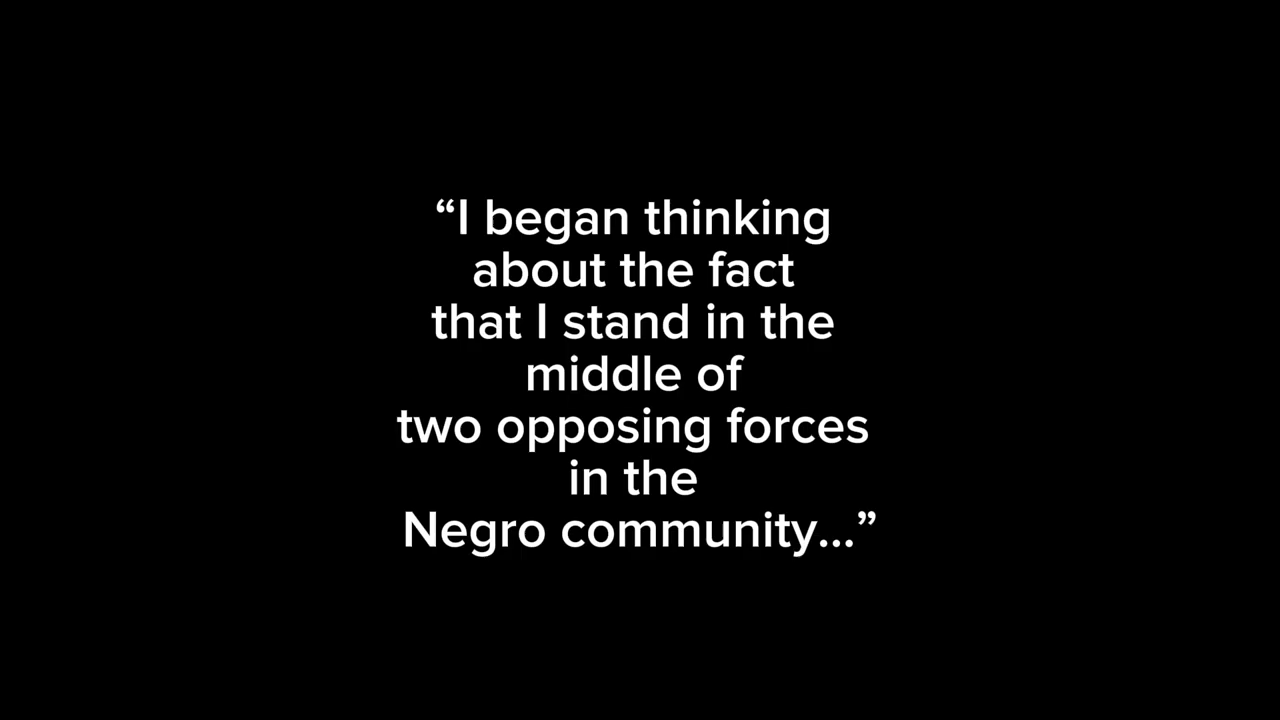 “I began thinking
about the fact
that I stand in the
middle of
two opposing forces
in the
Negro community...”